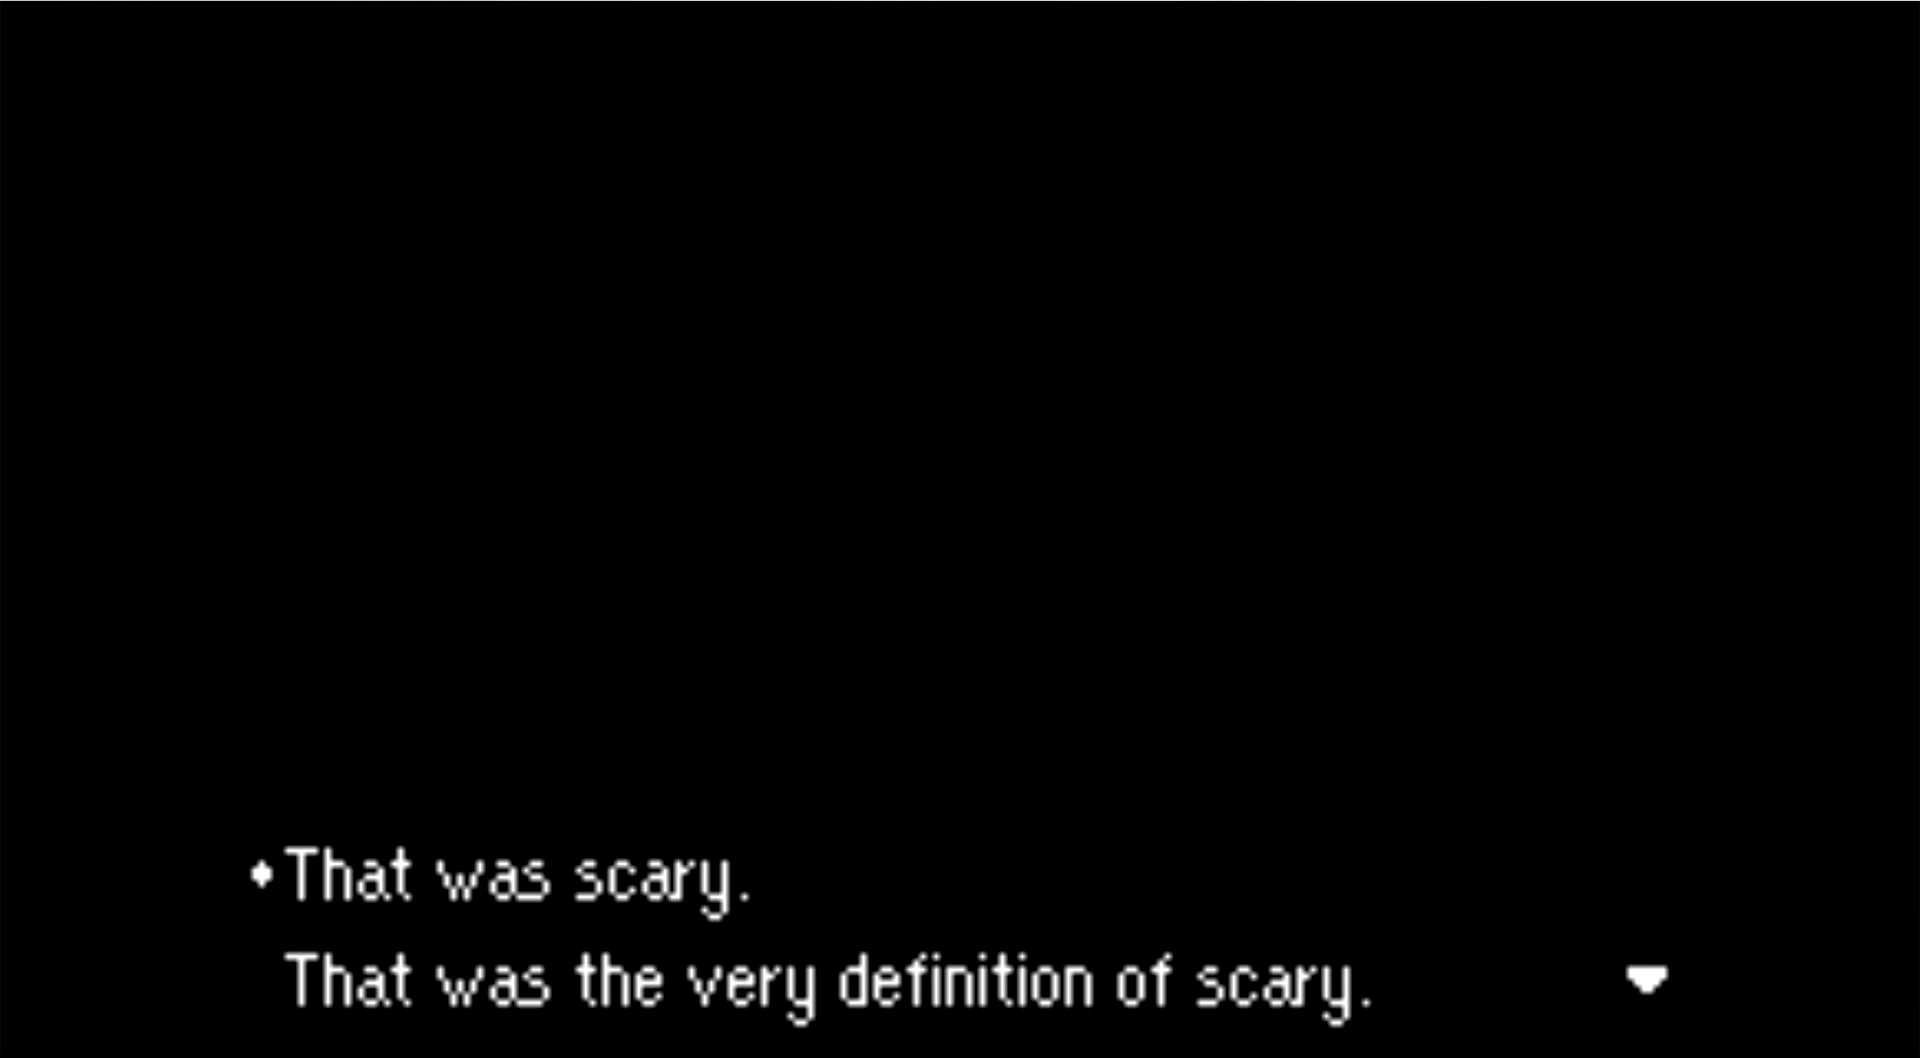 That was scary.
That was the very definition of scary.